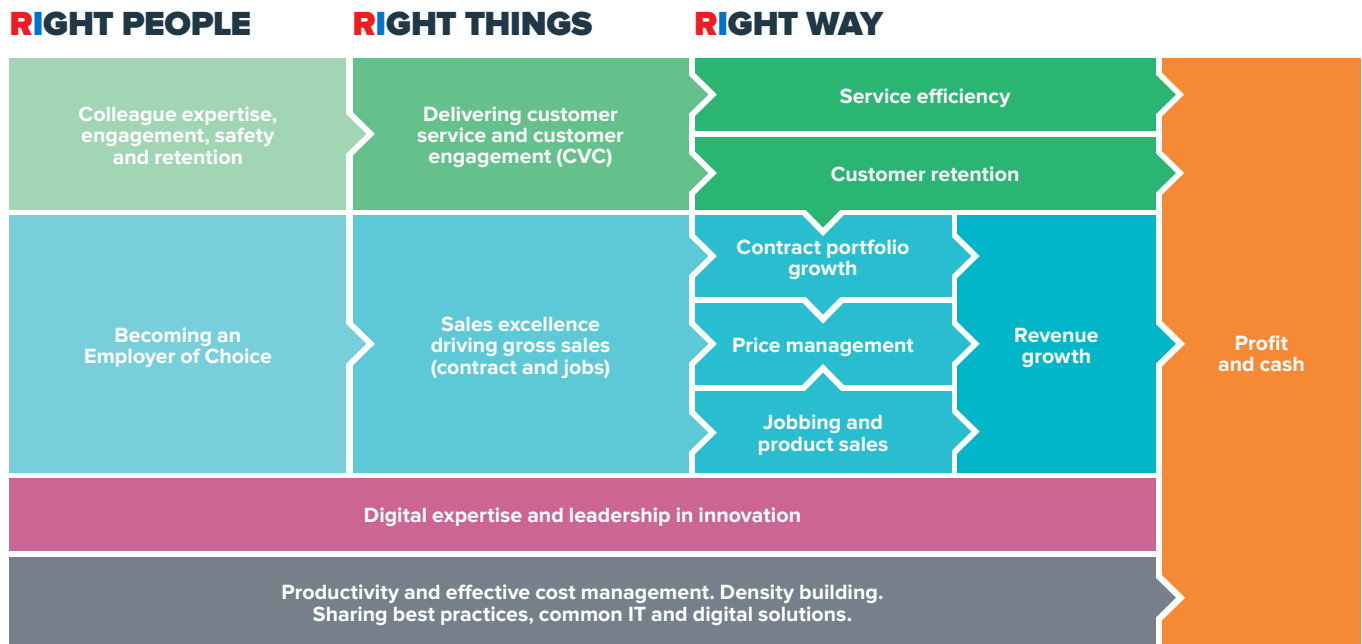 RIGHT PEOPLE
RIGHT THINGS
RIGHT WAY
Colleague expertise,
engagement, safety
and retention
Delivering customer
service and customer
engagement (CVC)
Service efficiency
Customer retention
Becoming an
Employer of Choice
Sales excellence
driving gross sales
(contract and jobs)
Contract portfolio
growth
Price management
Jobbing and
product sales
Revenue
growth
Profit
and cash
Digital expertise and leadership in innovation
Productivity and effective cost management. Density building.
Sharing best practices, common IT and digital solutions.